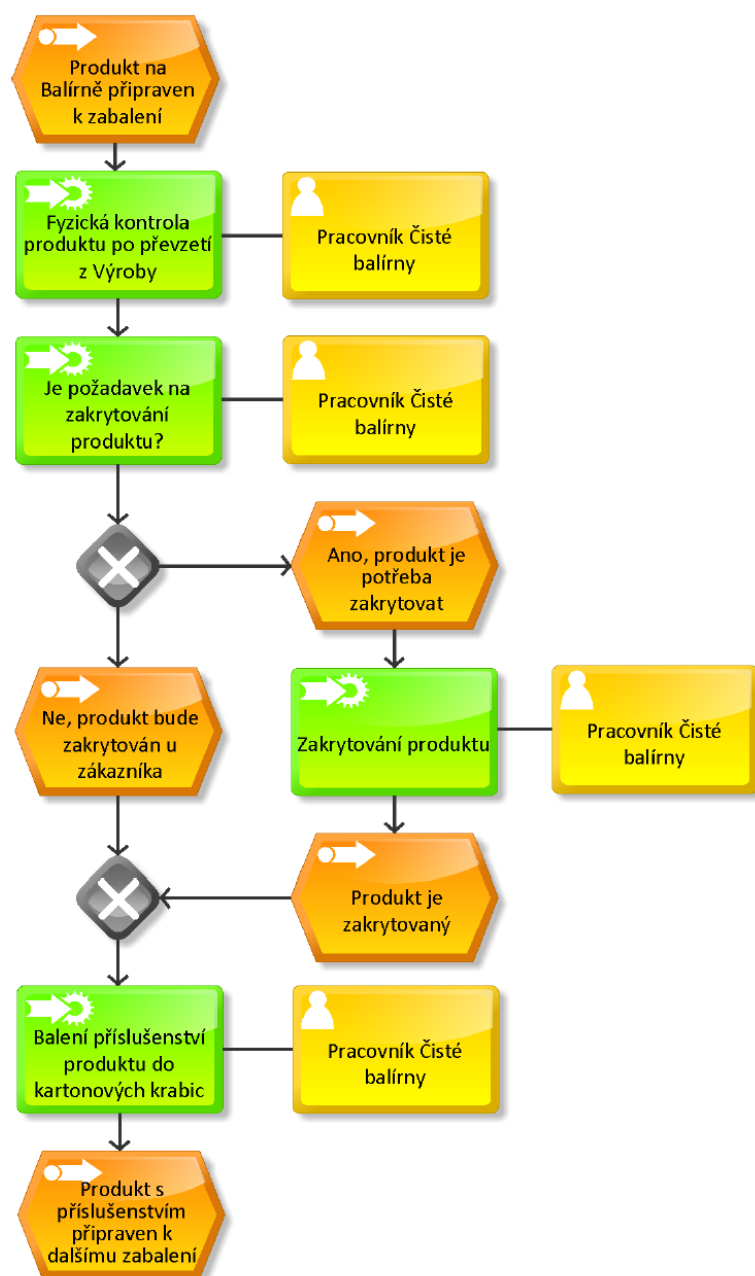 Produkt na
Balírně připraven
k zabalení
Fyzická kontrola
produktu po převzetí
z Výroby
Pracovník Čisté
balírny
Je požadavek na
zakrytování
produktu?
Pracovník Čisté
balírny
Ano, produkt je
potřeba
zakrytovat
Ne, produkt bude
zakrytován u
zákazníka
Zakrytování produktu
Pracovník Čisté
balírny
Produkt je
zakrytovaný
Balení příslušenství
produktu do
kartonových krabic
Pracovník Čisté
balírny
Produkt s
příslušenstvím
připraven k
dalšímu zabalení